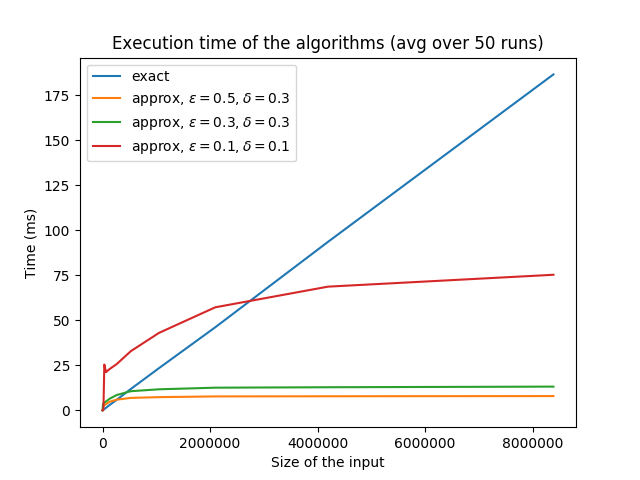 Execution time of the algorithms (avg over 50 runs)
exact
approx, ε = 0.5, δ = 0.3
approx, ε = 0.3, δ = 0.3
approx, ε = 0.1, δ = 0.1
Time (ms)
175
150
125
100
75
50
25
0
0 2000000 4000000 6000000 8000000
Size of the input